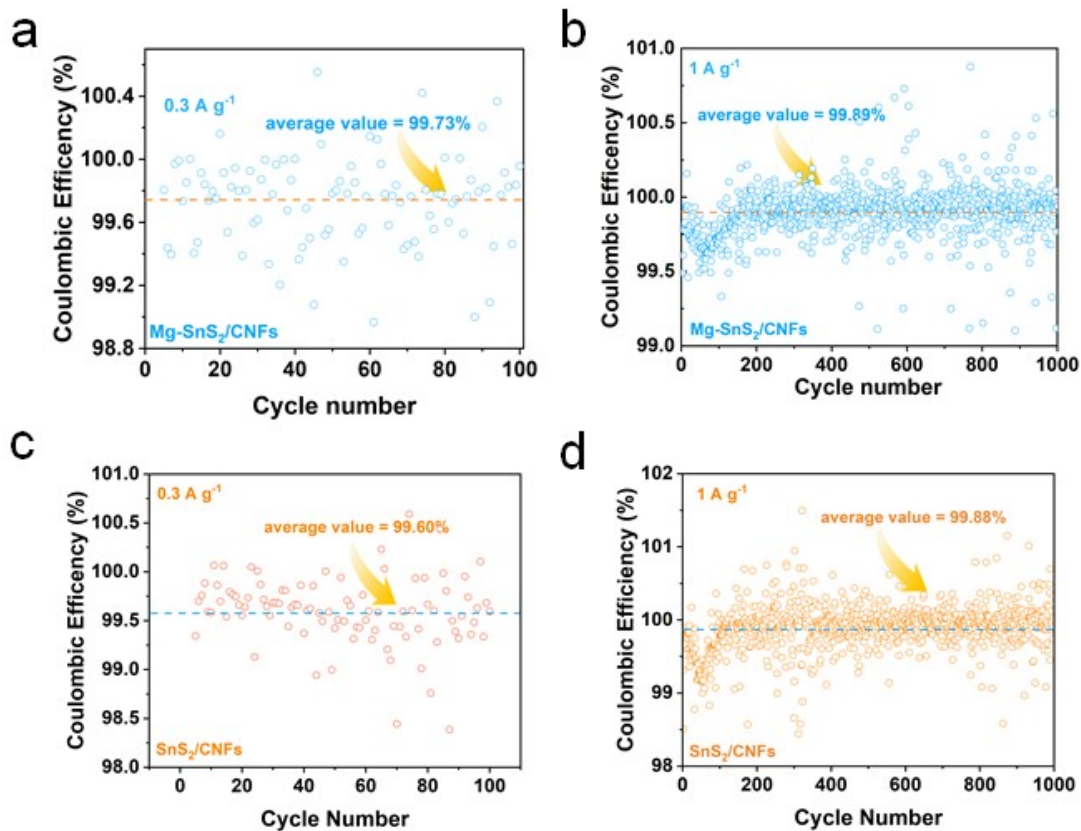 a
Coulombic Efficency (%)
100.4
100.0
99.6
99.2
98.8
0.3 A g⁻¹
average value = 99.73%
Mg-SnS₂/CNFs
0
20
40
60
80
100
Cycle number
b
Coulombic Efficency (%)
101.0
100.5
100.0
99.5
99.0
1 A g⁻¹
average value = 99.89%
Mg-SnS₂/CNFs
0
200
400
600
800
1000
Cycle number
c
Coulombic Efficency (%)
101.0
100.5
100.0
99.5
99.0
98.5
98.0
0.3 A g⁻¹
average value = 99.60%
SnS₂/CNFs
0
20
40
60
80
100
Cycle Number
d
Coulombic Efficiency (%)
102
101
100
99
98
1 A g⁻¹
average value = 99.88%
SnS₂/CNFs
0
200
400
600
800
1000
Cycle Number